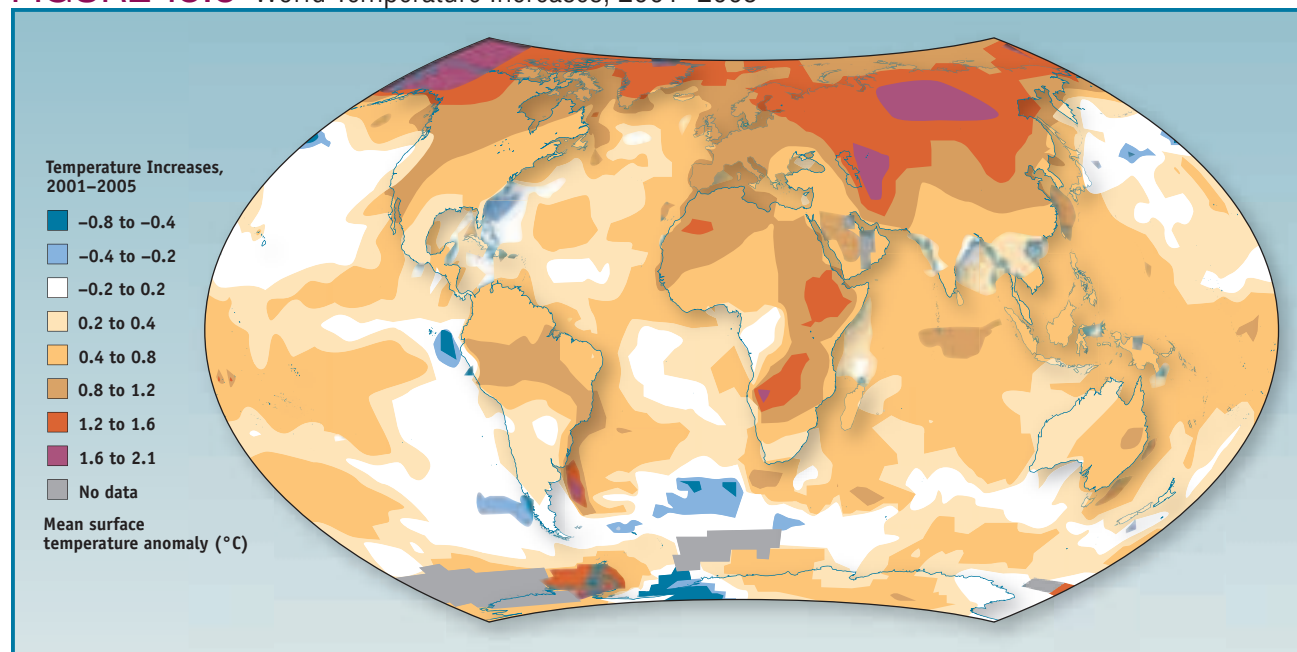 FIGURE
World Temperature Increases, 2001–2005
Temperature Increases,
2001–2005
–0.8 to –0.4
–0.4 to –0.2
–0.2 to 0.2
0.2 to 0.4
0.4 to 0.8
0.8 to 1.2
1.2 to 1.6
1.6 to 2.1
No data
Mean surface
temperature anomaly (°C)